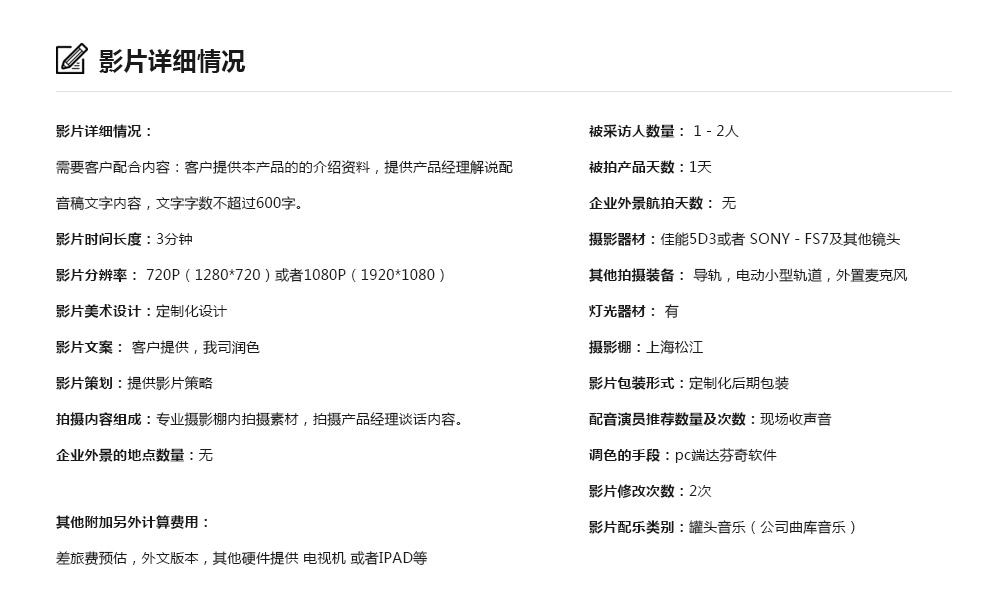 影片详细情况
影片详细情况：
需要客户配合内容：客户提供本产品的的介绍资料，提供产品经理解说配
音稿文字内容，文字字数不超过600字。
影片时间长度：3分钟
影片分辨率： 720P（1280*720）或者1080P（1920*1080）
影片美术设计：定制化设计
影片文案： 客户提供，我司润色
影片策划：提供影片策略
拍摄内容组成：专业摄影棚内拍摄素材，拍摄产品经理谈话内容。
企业外景的地点数量：无
其他附加另外计算费用：
差旅费预估，外文版本，其他硬件提供 电视机 或者IPAD等
被采访人数量： 1 - 2人
被拍产品天数：1天
企业外景航拍天数： 无
摄影器材：佳能5D3或者 SONY - FS7及其他镜头
其他拍摄装备： 导轨，电动小型轨道，外置麦克风
灯光器材： 有
摄影棚：上海松江
影片包装形式：定制化后期包装
配音演员推荐数量及次数：现场收声音
调色的手段：pc端达芬奇软件
影片修改次数：2次
影片配乐类别：罐头音乐（公司曲库音乐）